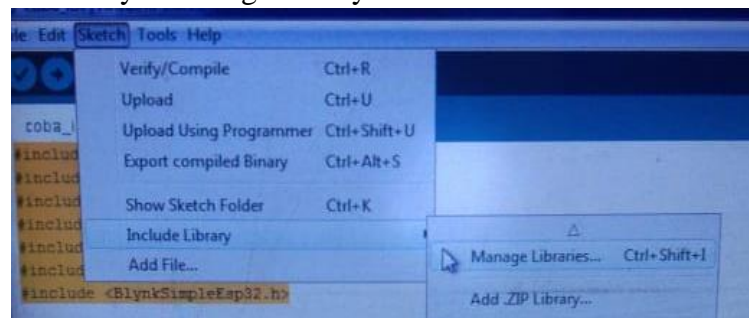 Edit Sketch Tools Help
Verify/Compile Ctrl+R
Upload Ctrl+U
Upload Using Programmer Ctrl+Shift+U
Export compiled Binary Ctrl+Alt+S
Show Sketch Folder Ctrl+K
Include Library
Add File...
Manage Libraries... Ctrl+Shift+I
Add .ZIP Library...
coba_
#includ
#includ
#includ
#includ
#includ
#includ
#include <BlynkSimpleEsp32.h>